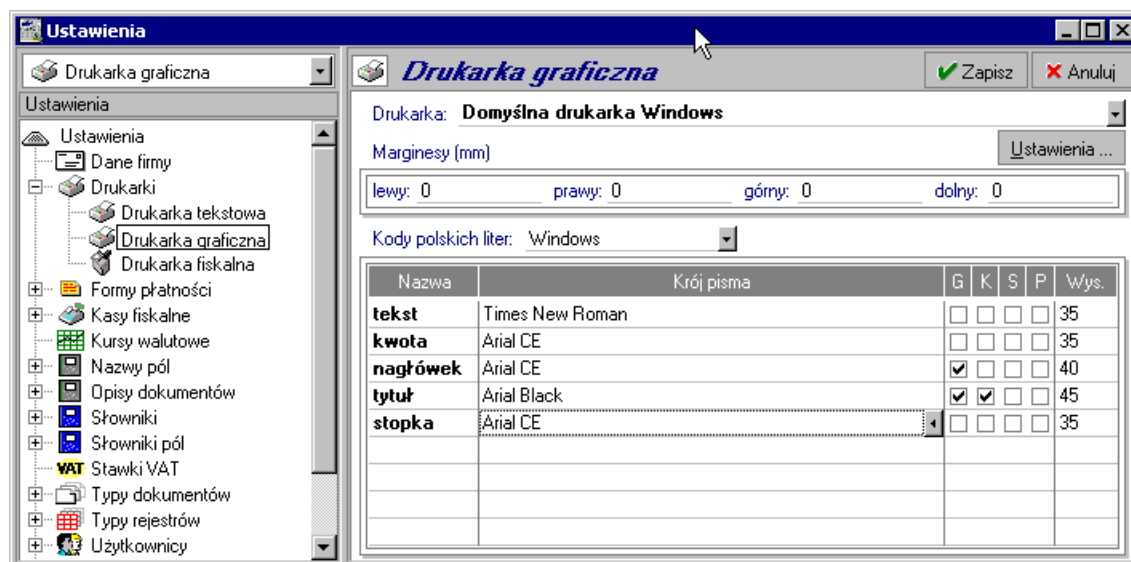 Ustawienia
Drukarka graficzna
Ustawienia
Ustawienia
Dane firmy
Drukarki
Drukarka tekstowa
Drukarka graficzna
Drukarka fiskalna
Formy płatności
Kasy fiskalne
Kursy walutowe
Nazwy pól
Opisy dokumentów
Słowniki
Słowniki pól
VAT Stawki VAT
Typy dokumentów
Typy rejestrów
Użytkownicy
Drukarka graficzna Zapisz Anuluj
Drukarka: Domyślna drukarka Windows
Marginesy (mm) Ustawienia ...
lewy: 0 prawy: 0 górny: 0 dolny: 0
Kody polskich liter: Windows
Nazwa Krój pisma G K S P Wys.
tekst Times New Roman 35
kwota Arial CE 35
nagłówek Arial CE 40
tytuł Arial Black 45
stopka Arial CE 35